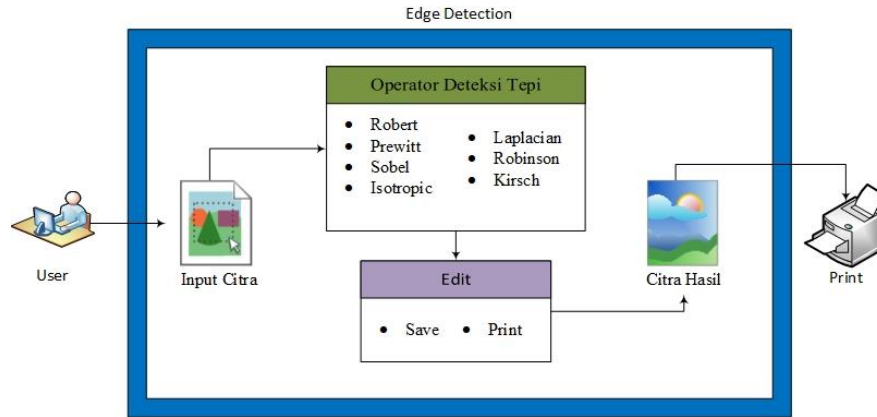 Edge Detection
Operator Deteksi Tepi
• Robert
• Prewitt
• Sobel
• Isotropic
• Laplacian
• Robinson
• Kirsch
User
Input Citra
Edit
• Save • Print
Citra Hasil
Print